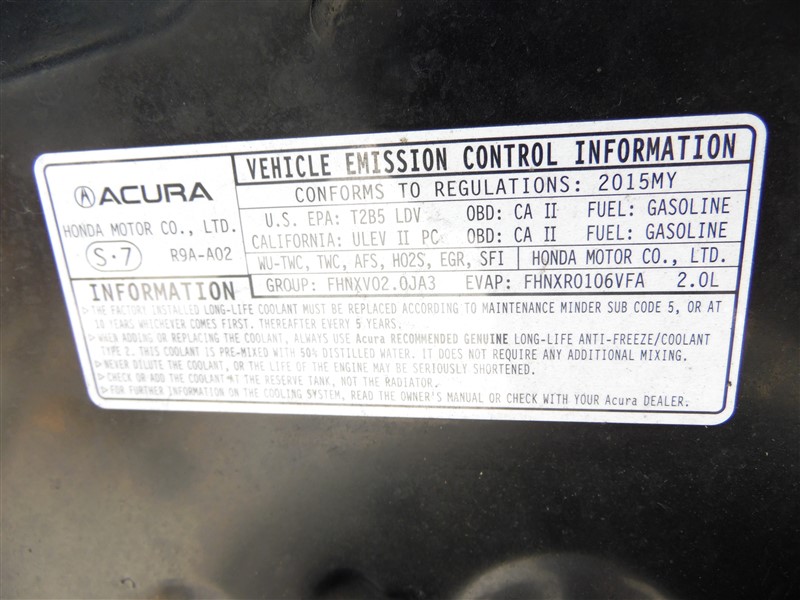 ACURA
HONDA MOTOR CO., LTD.
S·7 R9A-A02
VEHICLE EMISSION CONTROL INFORMATION
CONFORMS TO REGULATIONS: 2015MY
U.S. EPA: T2B5 LDV OBD: CA II FUEL: GASOLINE
CALIFORNIA: ULEV II PC OBD: CA II FUEL: GASOLINE
WU-TWC, TWC, AFS, HO2S, EGR, SFI HONDA MOTOR CO., LTD.
GROUP: FHNXV02.0JA3 EVAP: FHNXR0106VFA 2.0L
INFORMATION
▷THE FACTORY INSTALLED LONG-LIFE COOLANT MUST BE REPLACED ACCORDING TO MAINTENANCE MINDER SUB CODE 5, OR AT
10 YEARS WHICHEVER COMES FIRST. THEREAFTER EVERY 5 YEARS.
▷WHEN ADDING OR REPLACING THE COOLANT, ALWAYS USE Acura RECOMMENDED GENUINE LONG-LIFE ANTI-FREEZE/COOLANT
TYPE 2. THIS COOLANT IS PRE-MIXED WITH 50% DISTILLED WATER. IT DOES NOT REQUIRE ANY ADDITIONAL MIXING.
▷NEVER DILUTE THE COOLANT, OR THE LIFE OF THE ENGINE MAY BE SERIOUSLY SHORTENED.
▷CHECK OR ADD THE COOLANT AT THE RESERVE TANK, NOT THE RADIATOR.
▷FOR FURTHER INFORMATION ON THE COOLING SYSTEM, READ THE OWNER'S MANUAL OR CHECK WITH YOUR Acura DEALER.